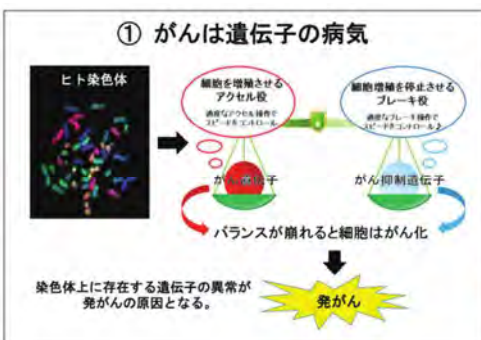 ① がんは遺伝子の病気
ヒト染色体
細胞を増殖させる
アクセル役
適度なアクセル操作で
スピードをコントロール
細胞増殖を停止させる
ブレーキ役
適度なブレーキ操作で
スピードをコントロール♪
がん遺伝子
がん抑制遺伝子
バランスが崩れると細胞はがん化
染色体上に存在する遺伝子の異常が
発がんの原因となる。
発がん